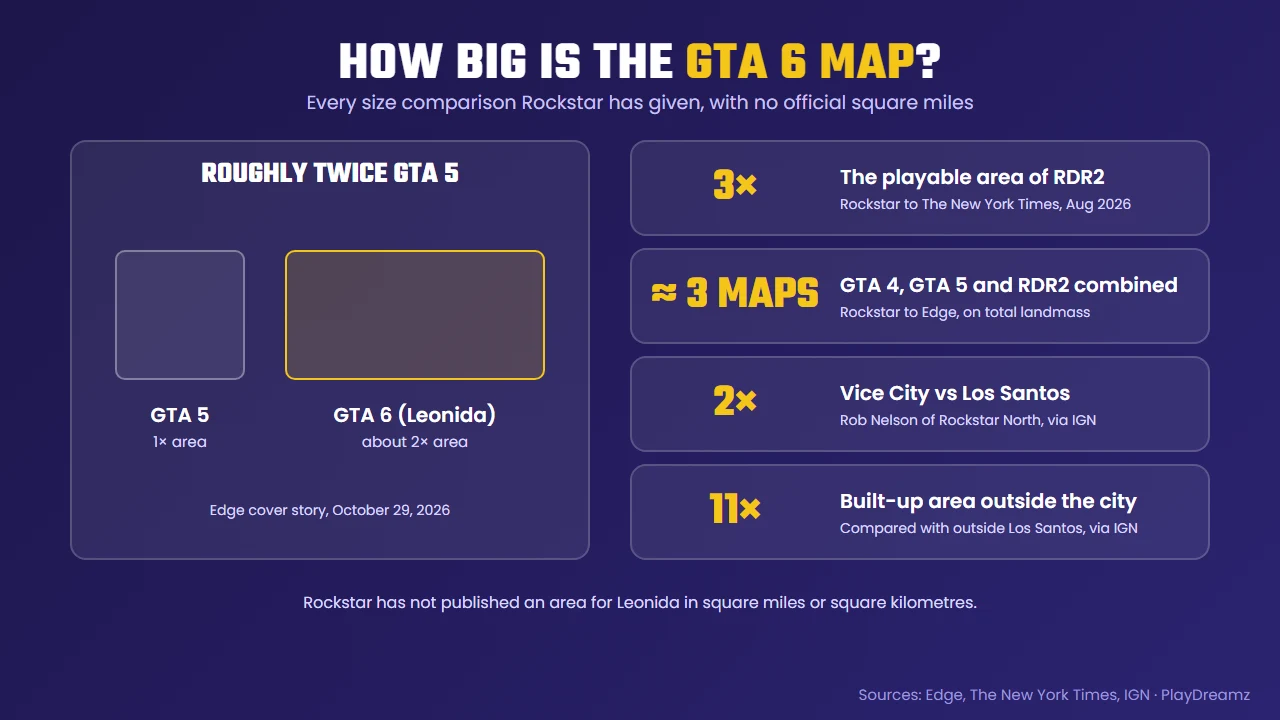 HOW BIG IS THE GTA 6 MAP?
Every size comparison Rockstar has given, with no official square miles
ROUGHLY TWICE GTA 5
GTA 5
1× area
GTA 6 (Leonida)
about 2× area
Edge cover story, October 29, 2026
3×
The playable area of RDR2
Rockstar to The New York Times, Aug 2026
≈ 3 MAPS
GTA 4, GTA 5 and RDR2 combined
Rockstar to Edge, on total landmass
2×
Vice City vs Los Santos
Rob Nelson of Rockstar North, via IGN
11×
Built-up area outside the city
Compared with outside Los Santos, via IGN
Rockstar has not published an area for Leonida in square miles or square kilometres.
Sources: Edge, The New York Times, IGN · PlayDreamz